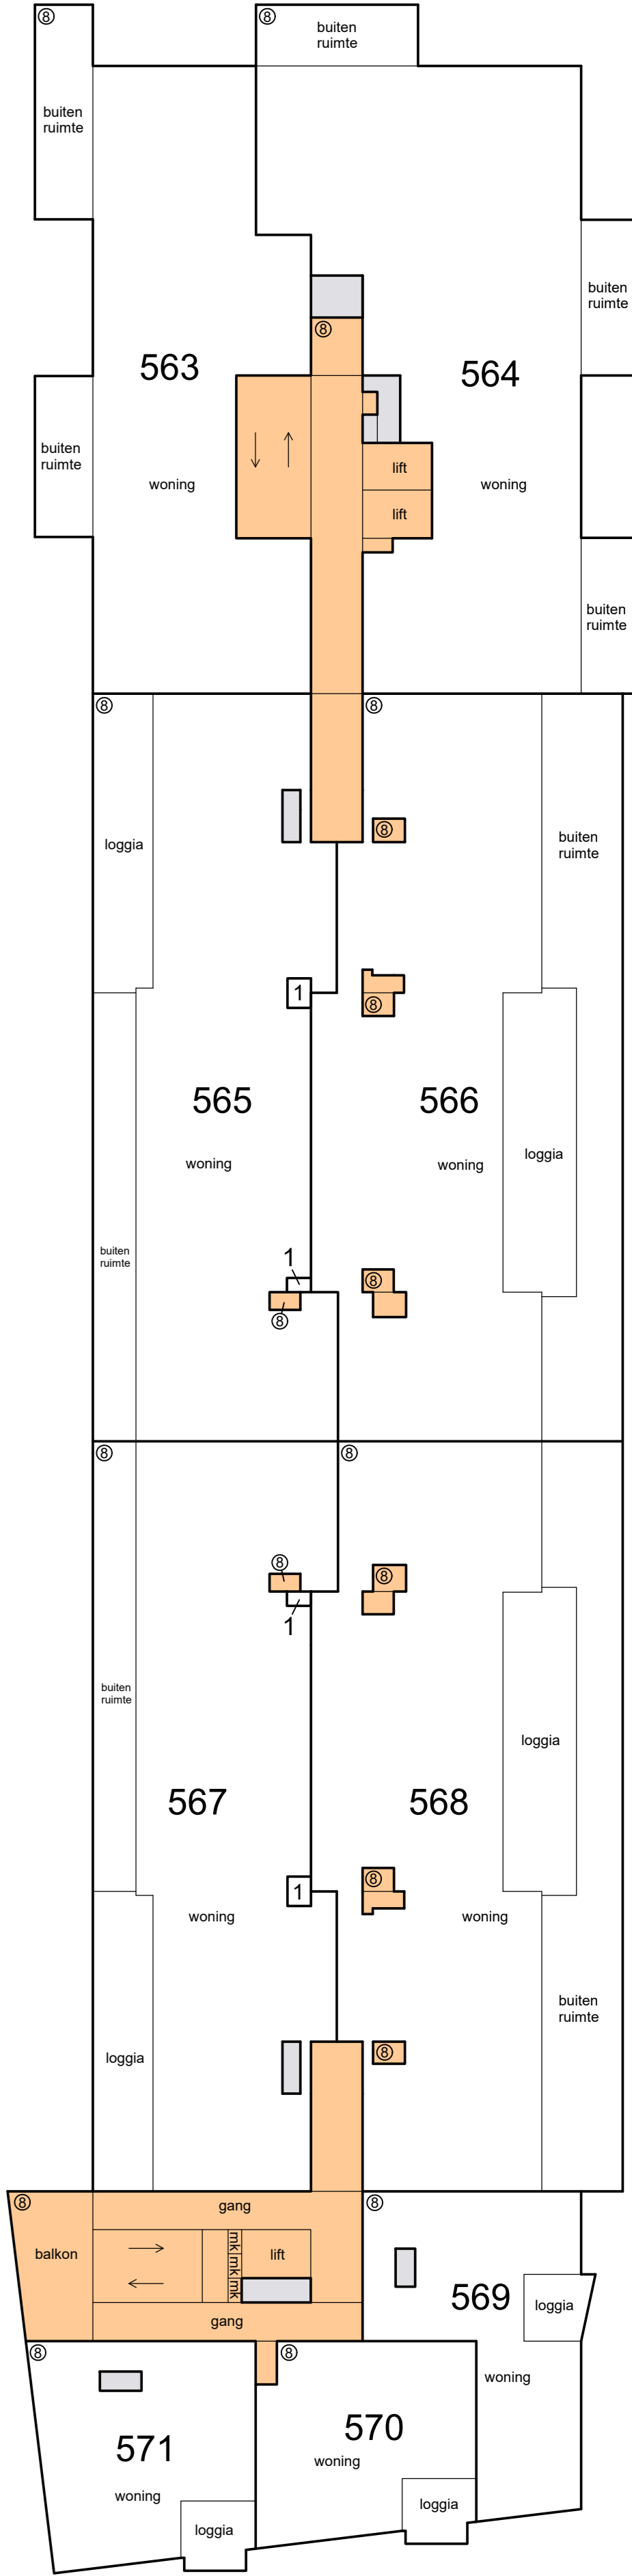 ⑧
⑧
buiten
ruimte
buiten
ruimte
buiten
ruimte
⑧
563
564
buiten
ruimte
lift
woning
woning
lift
buiten
ruimte
⑧
⑧
⑧
loggia
buiten
ruimte
1
⑧
565
566
woning
woning
loggia
buiten
ruimte
1
⑧
⑧
⑧
⑧
⑧
⑧
1
buiten
ruimte
loggia
567
568
⑧
1
woning
woning
buiten
ruimte
⑧
loggia
⑧
gang
⑧
balkon
mk
mk
mk
lift
569
loggia
gang
⑧
⑧
woning
571
570
woning
woning
loggia
loggia